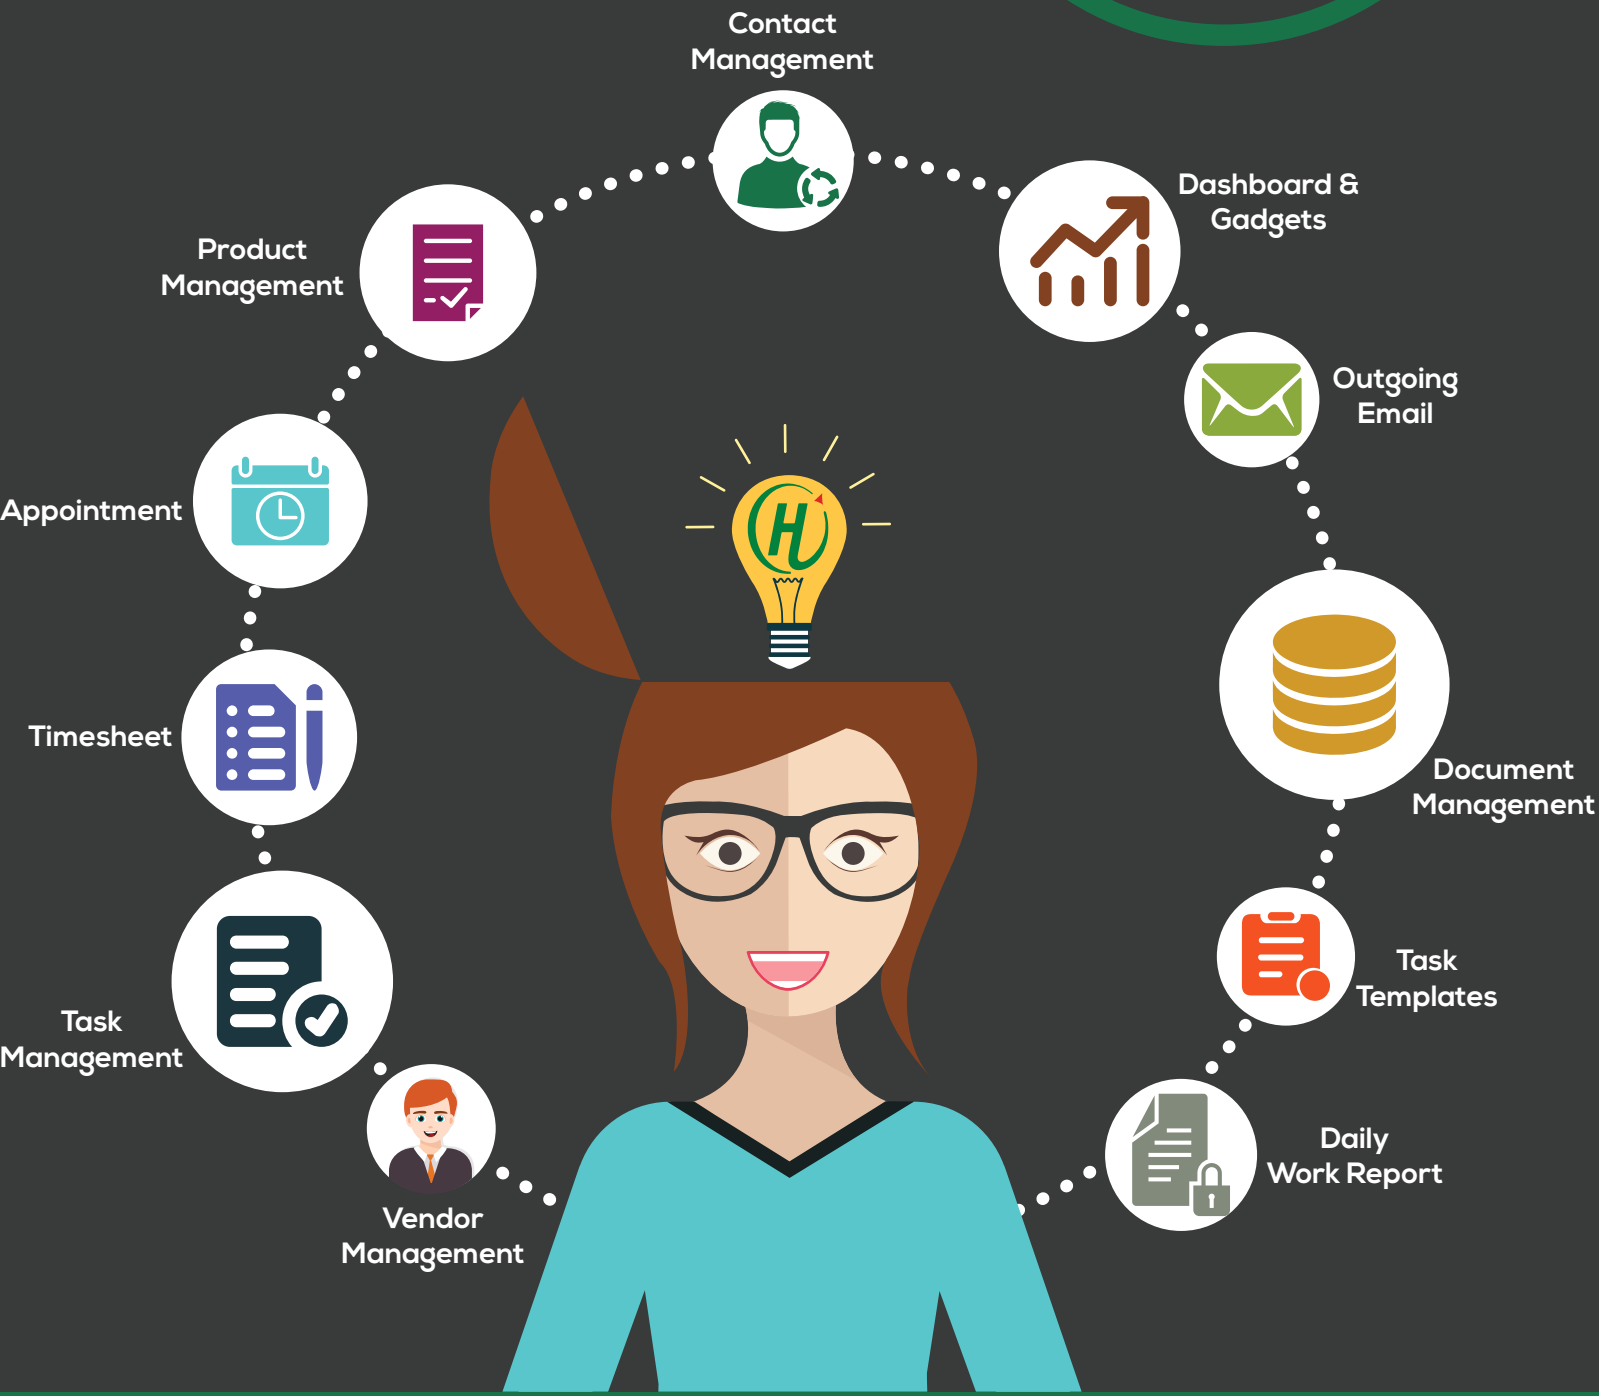 Contact
Management
Dashboard &
Gadgets
Product
Management
Outgoing
Email
Appointment
H
Timesheet
Document
Management
Task
Templates
Task
Management
Daily
Work Report
Vendor
Management